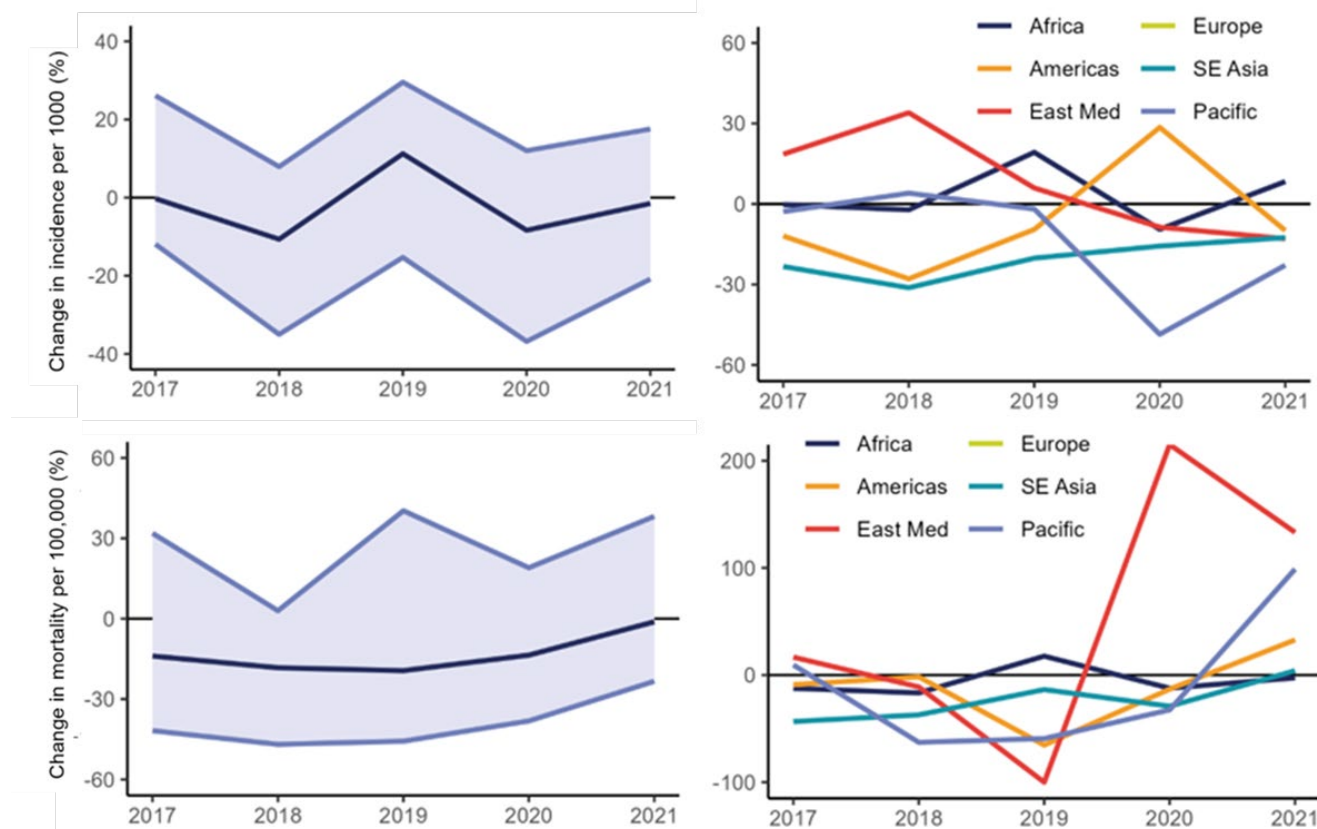 Change in incidence per 1000 (%)
40
20
0
-20
-40
2017 2018 2019 2020 2021
Africa Europe
Americas SE Asia
East Med Pacific
60
30
0
-30
-60
2017 2018 2019 2020 2021
Change in mortality per 100,000 (%)
60
30
0
-30
-60
2017 2018 2019 2020 2021
Africa Europe
Americas SE Asia
East Med Pacific
200
100
0
-100
2017 2018 2019 2020 2021